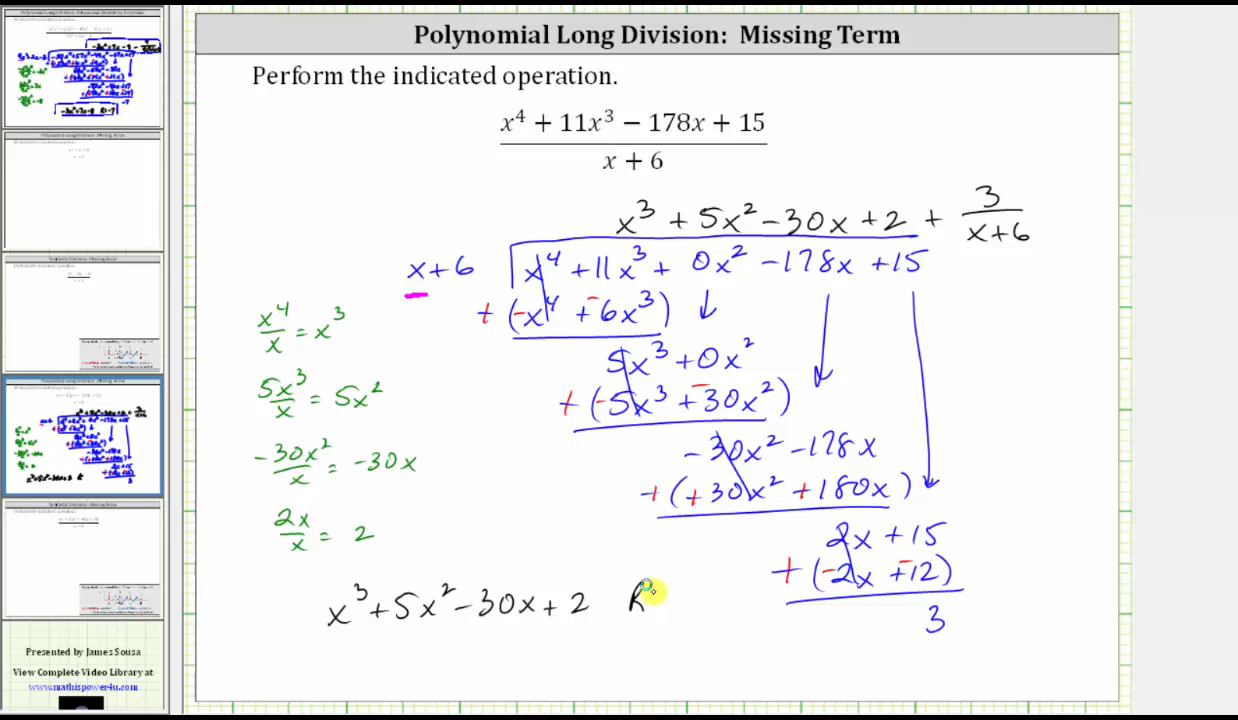 Polynomial Long Division: Missing Term
Perform the indicated operation.
x⁴ + 11x³ − 178x + 15
x + 6
x³ + 5x² − 30x + 2 + 3/(x+6)
x + 6 x⁴ + 11x³ + 0x² − 178x + 15
+ (−x⁴ +− 6x³)
x⁴/x = x³
5x³ + 0x²
5x³/x = 5x²
+ (−5x³ +− 30x²)
−30x² − 178x
−30x²/x = −30x
+ (+30x² + 180x)
2x/x = 2
2x + 15
+ (−2x +− 12)
3
x³ + 5x² − 30x + 2 R
Presented by James Sousa
View Complete Video Library at
www.mathispower4u.com